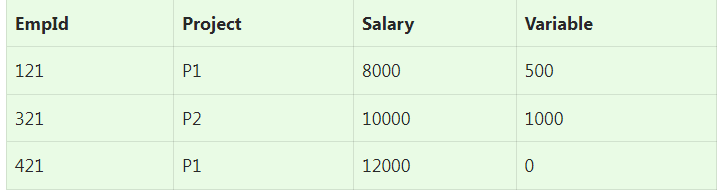 EmpId Project Salary Variable
121 P1 8000 500
321 P2 10000 1000
421 P1 12000 0